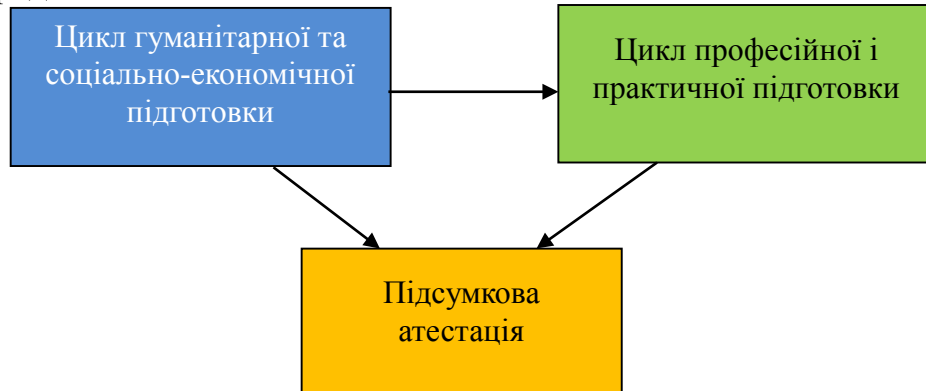 Цикл гуманітарної та
соціально-економічної
підготовки
Цикл професійної і
практичної підготовки
Підсумкова
атестація